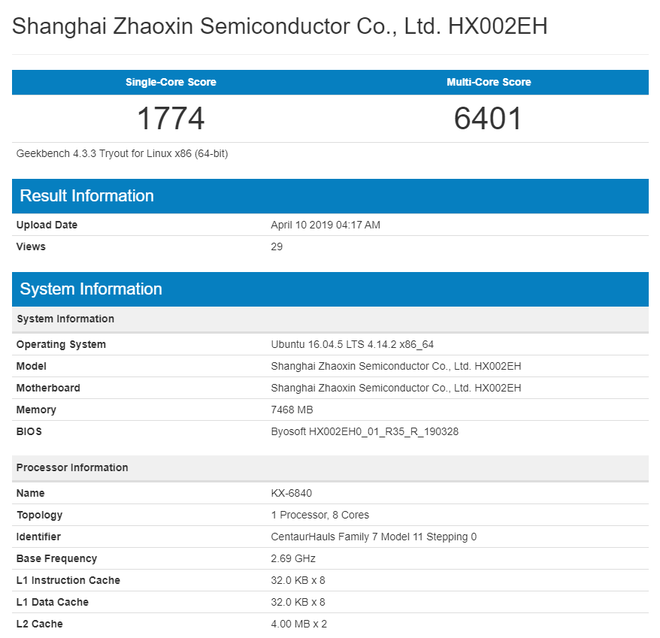 Shanghai Zhaoxin Semiconductor Co., Ltd. HX002EH
Single-Core Score Multi-Core Score
1774 6401
Geekbench 4.3.3 Tryout for Linux x86 (64-bit)
Result Information
Upload Date April 10 2019 04:17 AM
Views 29
System Information
System Information
Operating System Ubuntu 16.04.5 LTS 4.14.2 x86_64
Model Shanghai Zhaoxin Semiconductor Co., Ltd. HX002EH
Motherboard Shanghai Zhaoxin Semiconductor Co., Ltd. HX002EH
Memory 7468 MB
BIOS Byosoft HX002EH0_01_R35_R_190328
Processor Information
Name KX-6840
Topology 1 Processor, 8 Cores
Identifier CentaurHauls Family 7 Model 11 Stepping 0
Base Frequency 2.69 GHz
L1 Instruction Cache 32.0 KB x 8
L1 Data Cache 32.0 KB x 8
L2 Cache 4.00 MB x 2